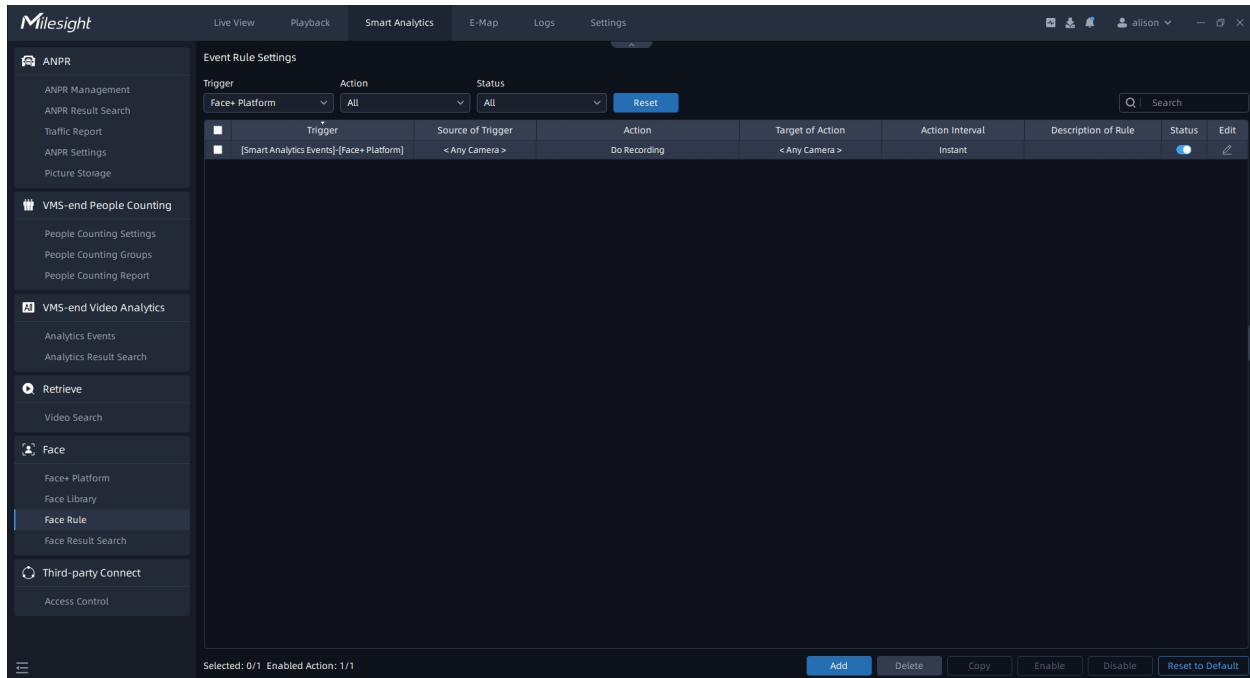 Milesight
Live View Playback Smart Analytics E-Map Logs Settings alison
ANPR
ANPR Management
ANPR Result Search
Traffic Report
ANPR Settings
Picture Storage
VMS-end People Counting
People Counting Settings
People Counting Groups
People Counting Report
AI VMS-end Video Analytics
Analytics Events
Analytics Result Search
Retrieve
Video Search
Face
Face+ Platform
Face Library
Face Rule
Face Result Search
Third-party Connect
Access Control
Event Rule Settings
Trigger Action Status
Face+ Platform All All Reset Search
Trigger Source of Trigger Action Target of Action Action Interval Description of Rule Status Edit
[Smart Analytics Events]-[Face+ Platform] < Any Camera > Do Recording < Any Camera > Instant
Selected: 0/1 Enabled Action: 1/1 Add Delete Copy Enable Disable Reset to Default